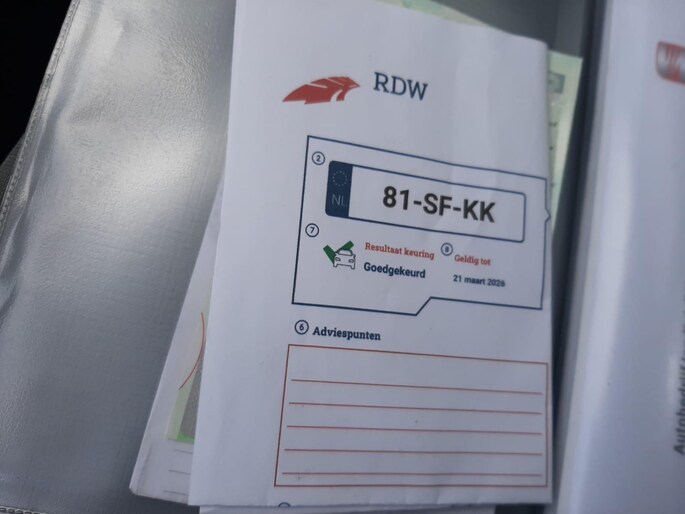 RDW
2
NL
81-SF-KK
7
Resultaat keuring
Goedgekeurd
8
Geldig tot
21 maart 2026
6 Adviespunten